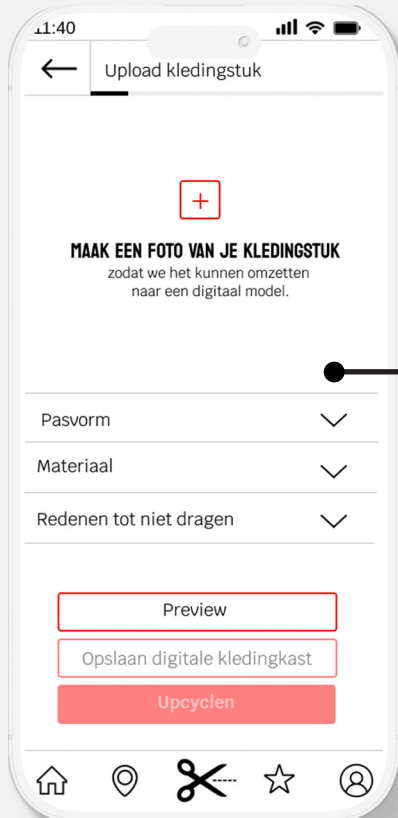 11:40
Upload kledingstuk
MAAK EEN FOTO VAN JE KLEDINGSTUK
zodat we het kunnen omzetten
naar een digitaal model.
Pasvorm
Materiaal
Redenen tot niet dragen
Preview
Opslaan digitale kledingkast
Upcyclen